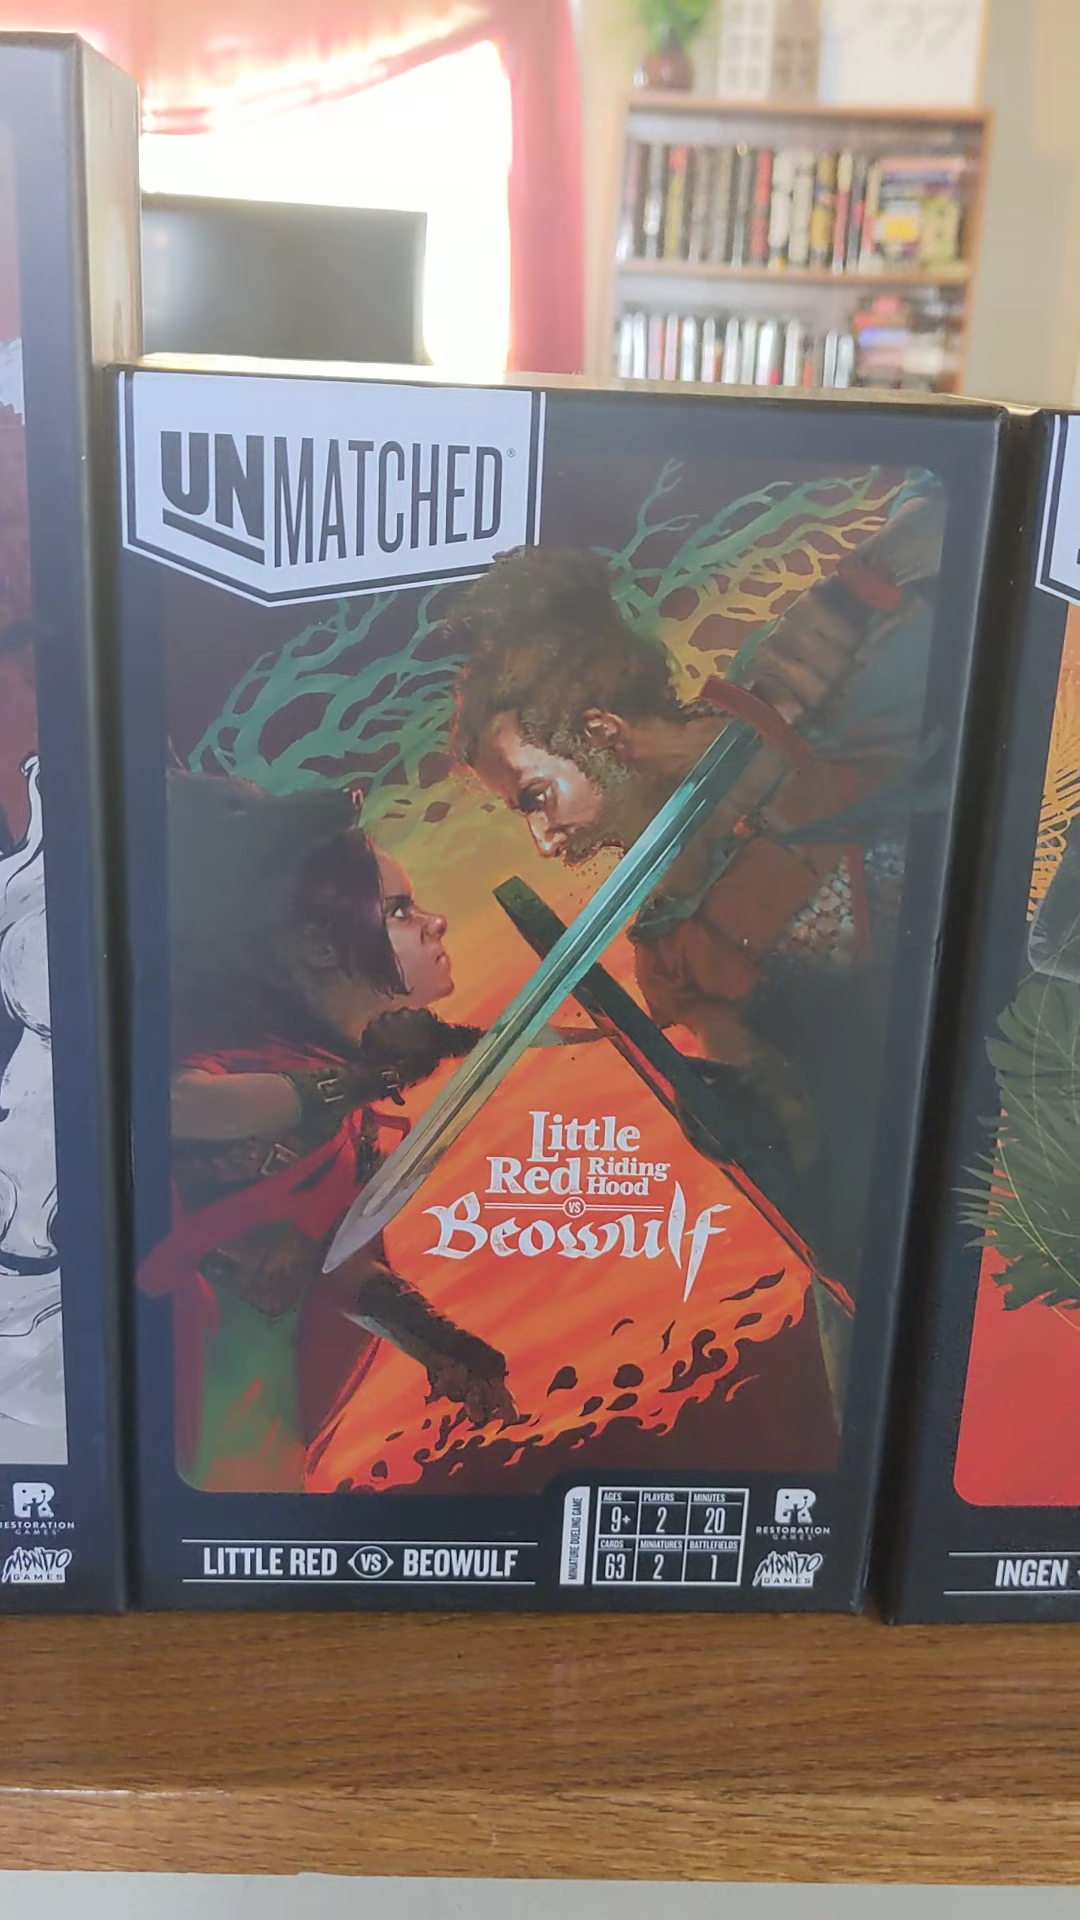 UNMATCHED®
Little
Red Riding Hood
VS
Beowulf
LITTLE RED VS BEOWULF
MINIATURE DUELING GAME
AGES PLAYERS MINUTES
9+ 2 20
CARDS MINIATURES BATTLEFIELDS
63 2 1
R
RESTORATION
GAMES
MONDO
GAMES
R
RESTORATION
GAMES
MONDO
GAMES
INGEN